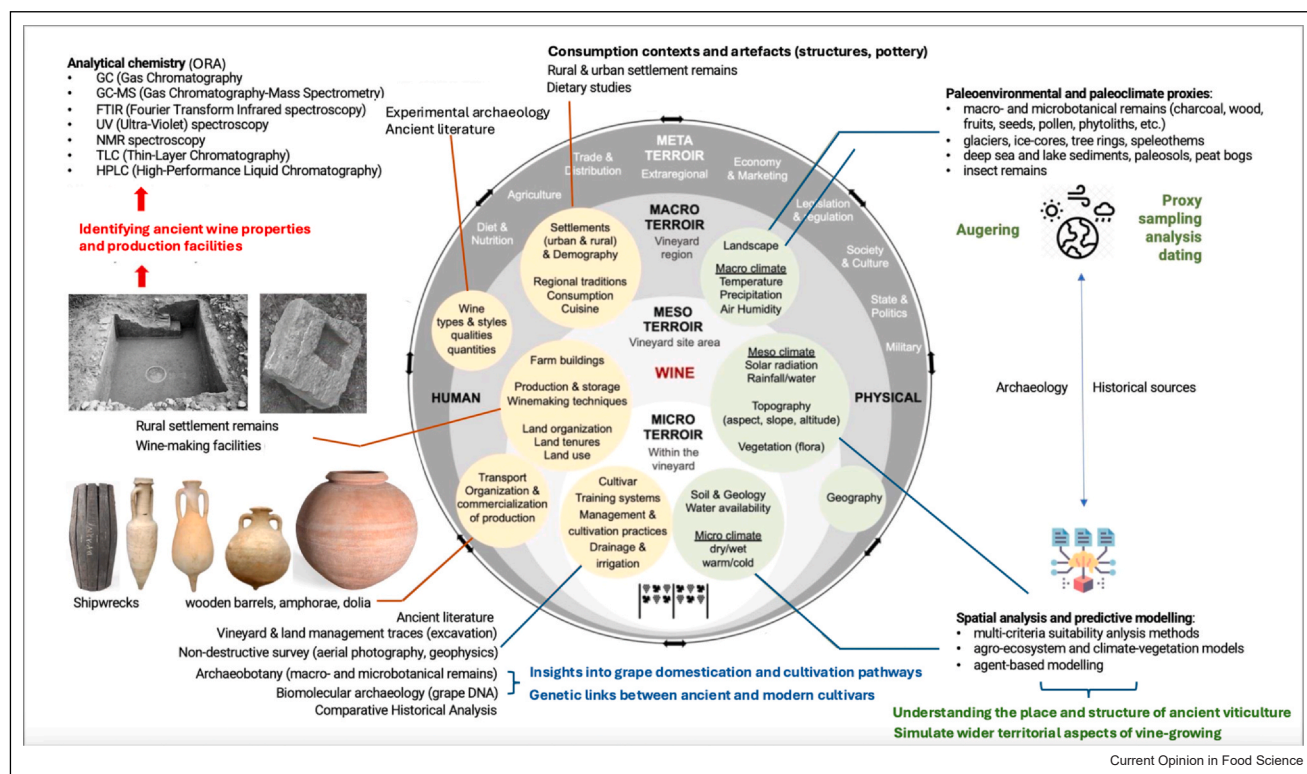 Analytical chemistry (ORA)
• GC (Gas Chromatography
• GC-MS (Gas Chromatography-Mass Spectrometry)
• FTIR (Fourier Transform Infrared spectroscopy)
• UV (Ultra-Violet) spectroscopy
• NMR spectroscopy
• TLC (Thin-Layer Chromatography)
• HPLC (High-Performance Liquid Chromatography)
Identifying ancient wine properties
and production facilities
Rural settlement remains
Wine-making facilities
Shipwrecks
wooden barrels, amphorae, dolia
Experimental archaeology
Ancient literature
Consumption contexts and artefacts (structures, pottery)
Rural & urban settlement remains
Dietary studies
META
TERROIR
Extraregional
Diet &
Nutrition
Agriculture
Trade &
Distribution
Economy
& Marketing
Legislation
& regulation
Society
& Culture
State &
Politics
Military
MACRO
TERROIR
Vineyard
region
Settlements
(urban & rural)
& Demography
Regional traditions
Consumption
Cuisine
Landscape
Macro climate
Temperature
Precipitation
Air Humidity
Wine
types & styles
qualities
quantities
MESO
TERROIR
Vineyard site area
WINE
HUMAN
PHYSICAL
Farm buildings
Production & storage
Winemaking techniques
Land organization
Land tenures
Land use
Meso climate
Solar radiation
Rainfall/water
Topography
(aspect, slope, altitude)
Vegetation (flora)
MICRO
TERROIR
Within the
vineyard
Transport
Organization &
commercialization
of production
Cultivar
Training systems
Management &
cultivation practices
Drainage &
irrigation
Soil & Geology
Water availability
Micro climate
dry/wet
warm/cold
Geography
Ancient literature
Vineyard & land management traces (excavation)
Non-destructive survey (aerial photography, geophysics)
Archaeobotany (macro- and microbotanical remains)
Biomolecular archaeology (grape DNA)
Comparative Historical Analysis
Insights into grape domestication and cultivation pathways
Genetic links between ancient and modern cultivars
Paleoenvironmental and paleoclimate proxies:
• macro- and microbotanical remains (charcoal, wood,
fruits, seeds, pollen, phytoliths, etc.)
• glaciers, ice-cores, tree rings, speleothems
• deep sea and lake sediments, paleosols, peat bogs
• insect remains
Augering
Proxy
sampling
analysis
dating
Archaeology
Historical sources
Spatial analysis and predictive modelling:
• multi-criteria suitability anlysis methods
• agro-ecosystem and climate-vegetation models
• agent-based modelling
Understanding the place and structure of ancient viticulture
Simulate wider territorial aspects of vine-growing
Current Opinion in Food Science